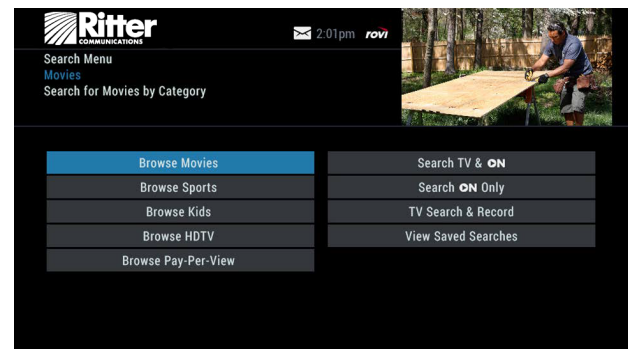 Ritter
COMMUNICATIONS
2:01pm rovi
Search Menu
Movies
Search for Movies by Category
Browse Movies
Search TV & ON
Browse Sports
Search ON Only
Browse Kids
TV Search & Record
Browse HDTV
View Saved Searches
Browse Pay-Per-View